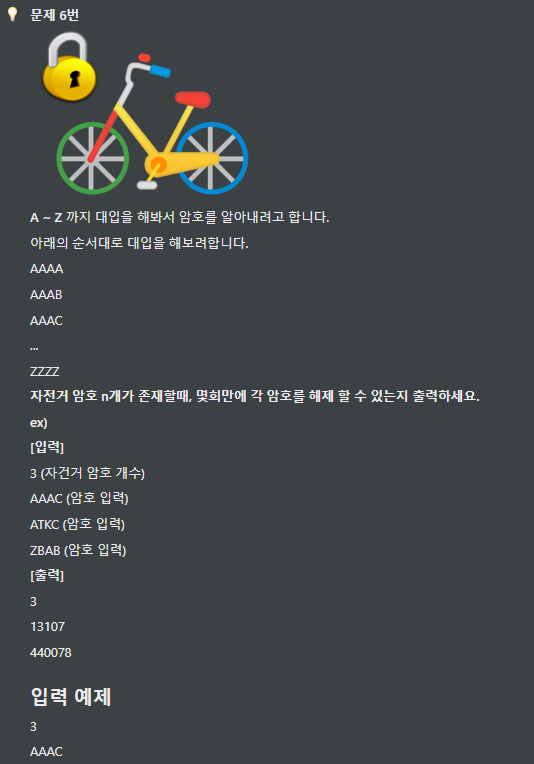 문제 6번
A ~ Z 까지 대입을 해봐서 암호를 알아내려고 합니다.
아래의 순서대로 대입을 해보려합니다.
AAAA
AAAB
AAAC
...
ZZZZ
자전거 암호 n개가 존재할때, 몇회만에 각 암호를 해제 할 수 있는지 출력하세요.
ex)
[입력]
3 (자건거 암호 개수)
AAAC (암호 입력)
ATKC (암호 입력)
ZBAB (암호 입력)
[출력]
3
13107
440078
입력 예제
3
AAAC